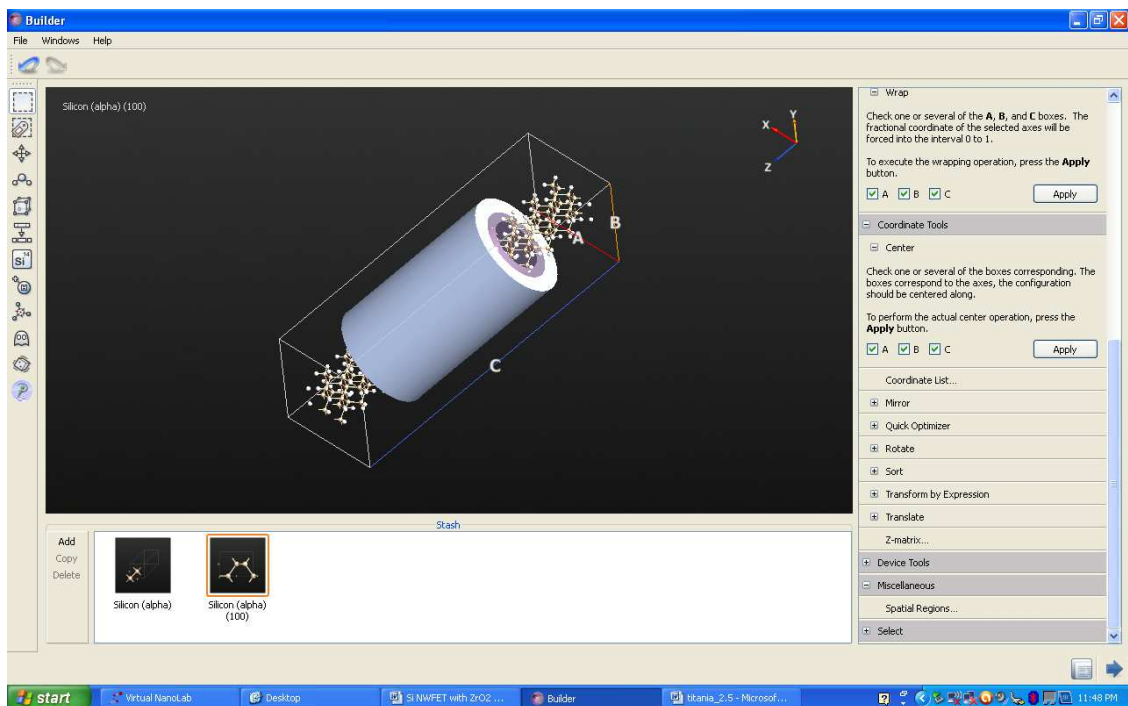 Builder
File Windows Help
Silicon (alpha) (100)
X
Y
Z
A
B
C
Wrap
Check one or several of the A, B, and C boxes. The
fractional coordinate of the selected axes will be
forced into the interval 0 to 1.
To execute the wrapping operation, press the Apply
button.
A B C Apply
Coordinate Tools
Center
Check one or several of the boxes corresponding. The
boxes correspond to the axes, the configuration
should be centered along.
To perform the actual center operation, press the
Apply button.
A B C Apply
Coordinate List...
Mirror
Quick Optimizer
Rotate
Sort
Transform by Expression
Translate
Z-matrix...
Device Tools
Miscellaneous
Spatial Regions...
Select
Si
Stash
Add
Copy
Delete
Silicon (alpha)
Silicon (alpha)
(100)
start Virtual NanoLab Desktop Si NWFET with ZrO2 ... Builder titania_2.5 - Microsof... 11:48 PM